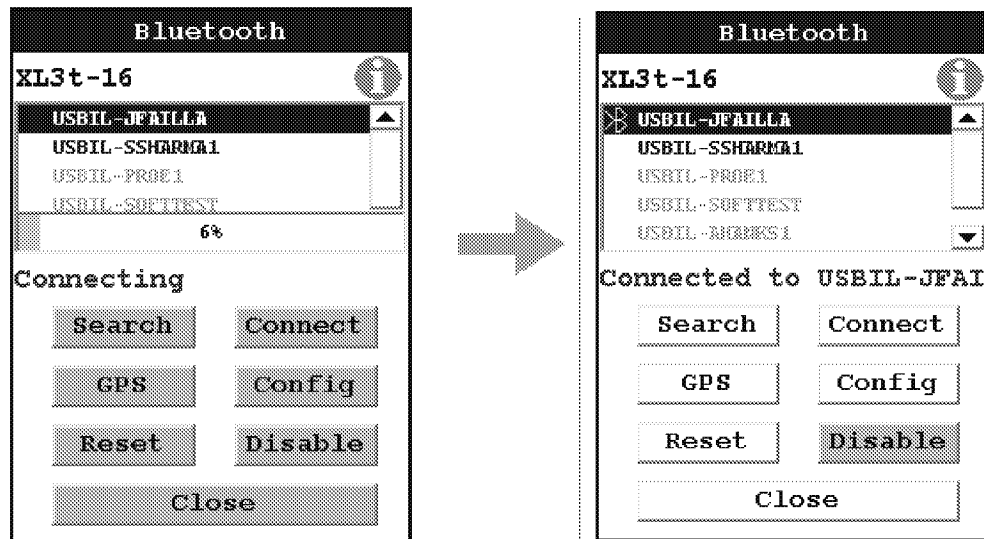 Bluetooth
XL3t-16
USBIL-JFAILLA
USBIL-SSHARMA1
USBIL-PROE1
USBIL-SOFTTEST
6%
Connecting
Search Connect
GPS Config
Reset Disable
Close
Bluetooth
XL3t-16
USBIL-JFAILLA
USBIL-SSHARMA1
USBIL-PROE1
USBIL-SOFTTEST
Connected to USBIL-JFAI
Search Connect
GPS Config
Reset Disable
Close